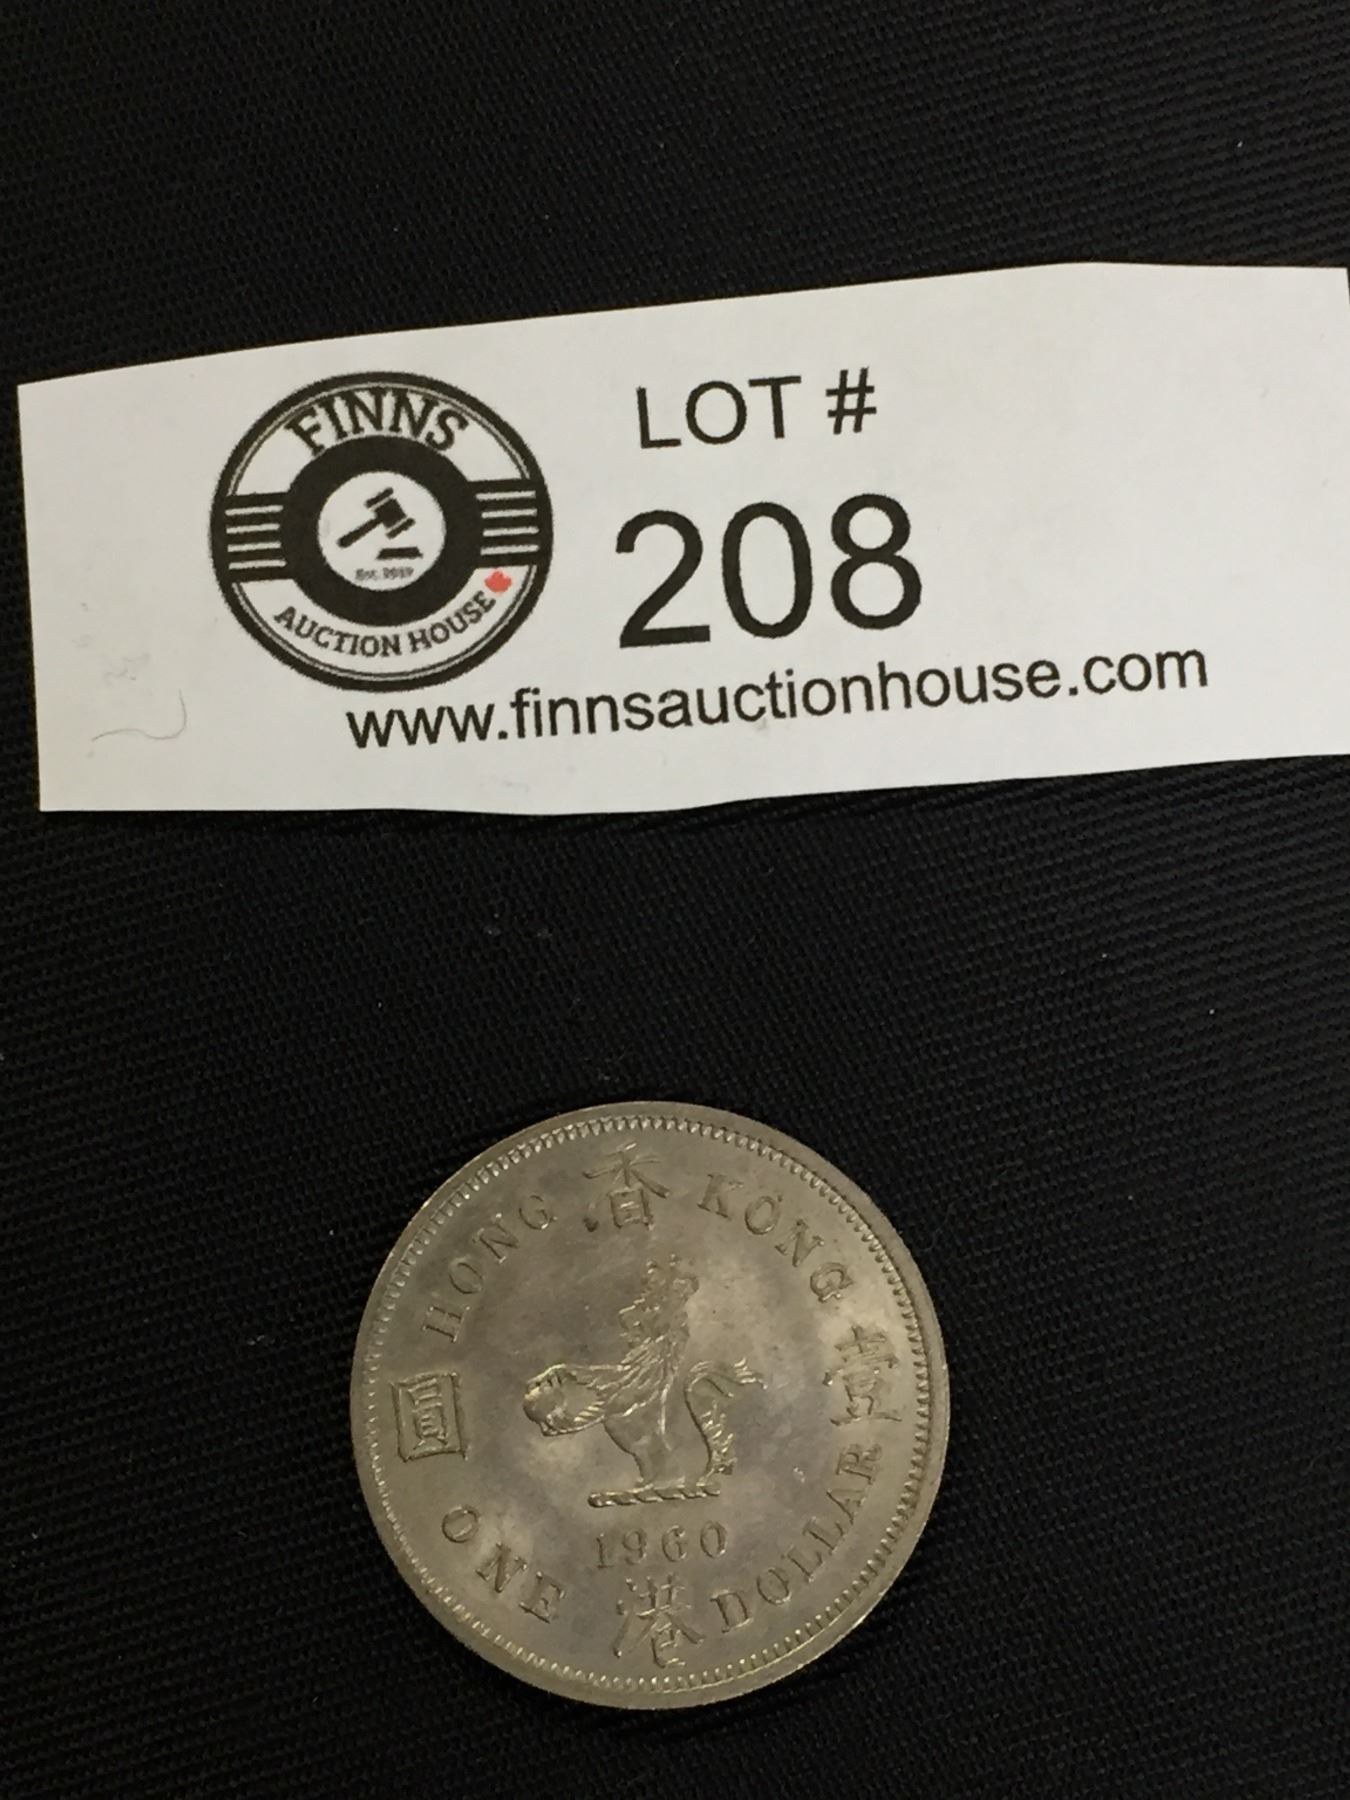 FINNS
Est. 2019
AUCTION HOUSE
LOT #
208
www.finnsauctionhouse.com
HONG 香 KONG
圓 壹
1960
ONE 港 DOLLAR